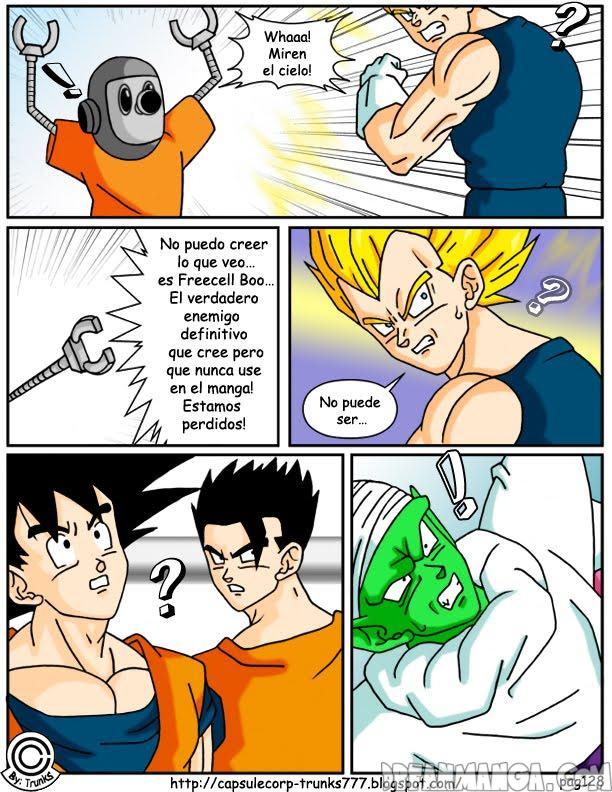 !
Whaaa!
Miren
el cielo!
?
No puedo creer
lo que veo...
es Freecell Boo...
El verdadero
enemigo
definitivo
que cree pero
que nunca use
en el manga!
Estamos
perdidos!
?
No puede
ser...
?
!
©
By: Trunks
http://capsulecorp-trunks777.blogspot.com/
pag128
DREAMMANGA.COM